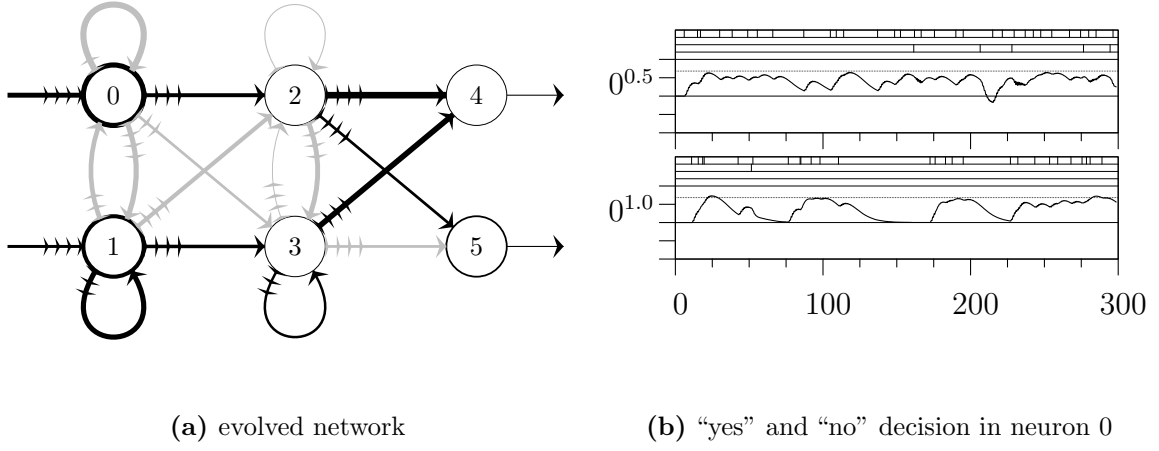 0
2
4
1
3
5
0^0.5
0^1.0
0 100 200 300
(a) evolved network
(b) “yes” and “no” decision in neuron 0